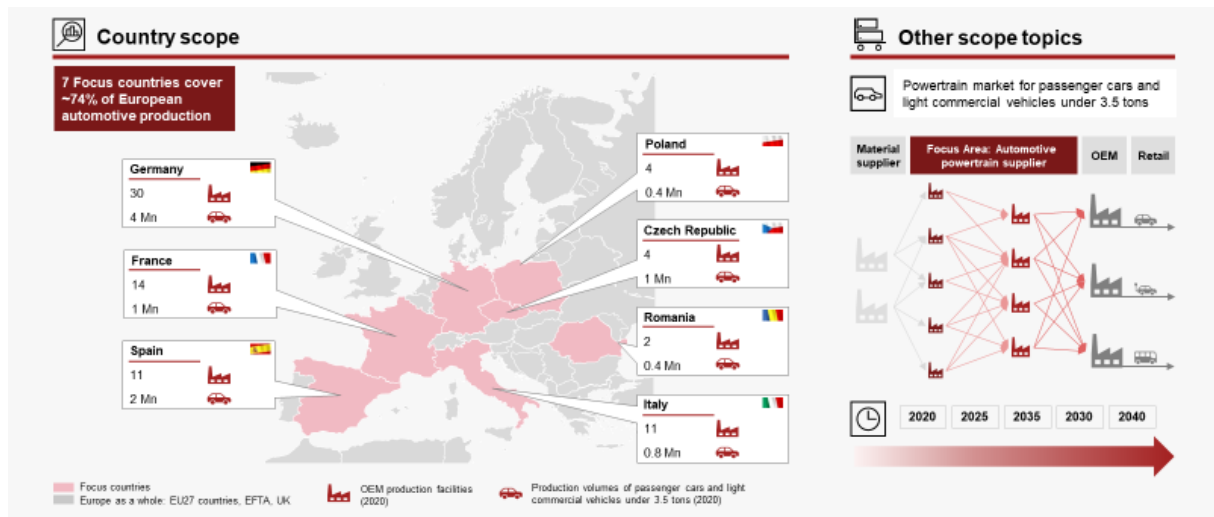 Country scope
7 Focus countries cover
~74% of European
automotive production
Germany
30
4 Mn
France
14
1 Mn
Spain
11
2 Mn
Poland
4
0.4 Mn
Czech Republic
4
1 Mn
Romania
2
0.4 Mn
Italy
11
0.8 Mn
Focus countries
Europe as a whole: EU27 countries, EFTA, UK
OEM production facilities
(2020)
Production volumes of passenger cars and light
commercial vehicles under 3.5 tons (2020)
Other scope topics
Powertrain market for passenger cars and
light commercial vehicles under 3.5 tons
Material
supplier
Focus Area: Automotive
powertrain supplier
OEM
Retail
2020
2025
2035
2030
2040